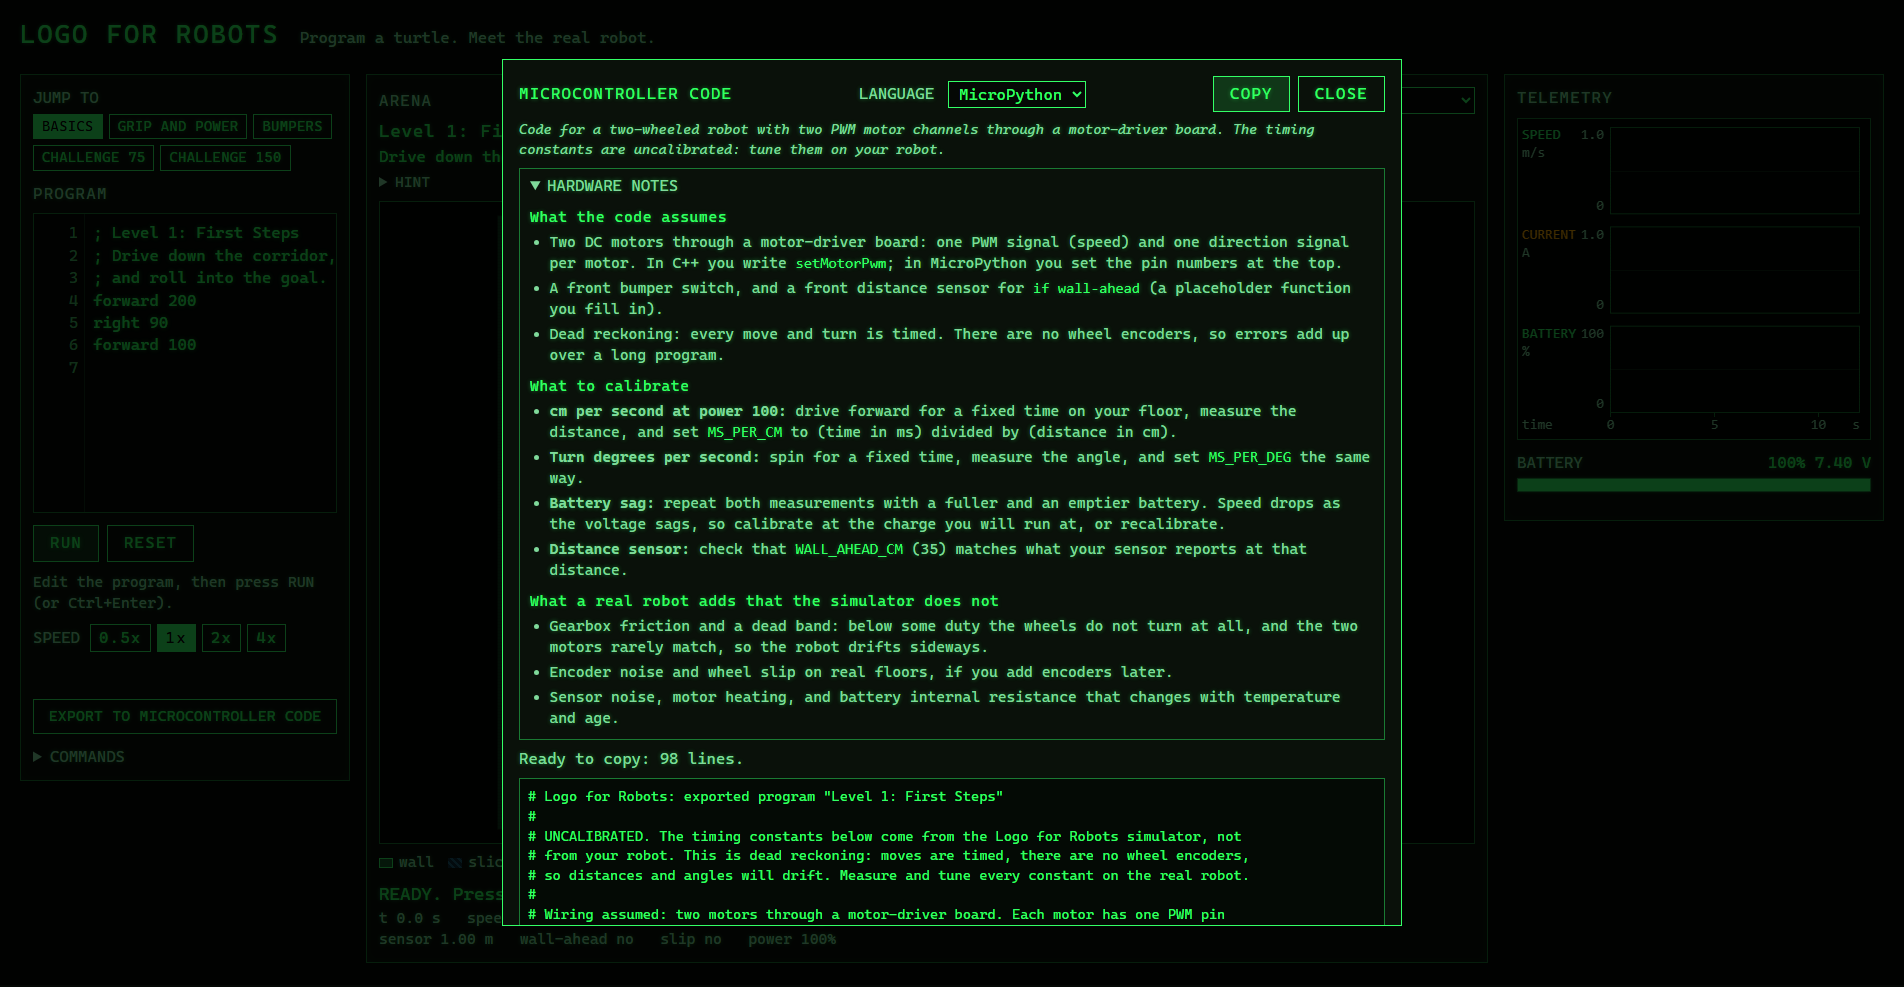 LOGO FOR ROBOTS Program a turtle. Meet the real robot.
JUMP TO
BASICS GRIP AND POWER BUMPERS
CHALLENGE 75 CHALLENGE 150
PROGRAM
1 ; Level 1: First Steps
2 ; Drive down the corridor,
3 ; and roll into the goal.
4 forward 200
5 right 90
6 forward 100
7
RUN RESET
Edit the program, then press RUN
(or Ctrl+Enter).
SPEED 0.5x 1x 2x 4x
EXPORT TO MICROCONTROLLER CODE
▶ COMMANDS
ARENA
Level 1: Fi
Drive down th
▶ HINT
wall slic
READY. Press
t 0.0 s spee
sensor 1.00 m wall-ahead no slip no power 100%
MICROCONTROLLER CODE LANGUAGE MicroPython COPY CLOSE
Code for a two-wheeled robot with two PWM motor channels through a motor-driver board. The timing
constants are uncalibrated: tune them on your robot.
▼ HARDWARE NOTES
What the code assumes
• Two DC motors through a motor-driver board: one PWM signal (speed) and one direction signal
per motor. In C++ you write setMotorPwm; in MicroPython you set the pin numbers at the top.
• A front bumper switch, and a front distance sensor for if wall-ahead (a placeholder function
you fill in).
• Dead reckoning: every move and turn is timed. There are no wheel encoders, so errors add up
over a long program.
What to calibrate
• cm per second at power 100: drive forward for a fixed time on your floor, measure the
distance, and set MS_PER_CM to (time in ms) divided by (distance in cm).
• Turn degrees per second: spin for a fixed time, measure the angle, and set MS_PER_DEG the same
way.
• Battery sag: repeat both measurements with a fuller and an emptier battery. Speed drops as
the voltage sags, so calibrate at the charge you will run at, or recalibrate.
• Distance sensor: check that WALL_AHEAD_CM (35) matches what your sensor reports at that
distance.
What a real robot adds that the simulator does not
• Gearbox friction and a dead band: below some duty the wheels do not turn at all, and the two
motors rarely match, so the robot drifts sideways.
• Encoder noise and wheel slip on real floors, if you add encoders later.
• Sensor noise, motor heating, and battery internal resistance that changes with temperature
and age.
Ready to copy: 98 lines.
# Logo for Robots: exported program "Level 1: First Steps"
#
# UNCALIBRATED. The timing constants below come from the Logo for Robots simulator, not
# from your robot. This is dead reckoning: moves are timed, there are no wheel encoders,
# so distances and angles will drift. Measure and tune every constant on the real robot.
#
# Wiring assumed: two motors through a motor-driver board. Each motor has one PWM pin
TELEMETRY
SPEED 1.0
m/s
0
CURRENT 1.0
A
0
BATTERY 100
%
0
time 0 5 10 s
BATTERY 100% 7.40 V